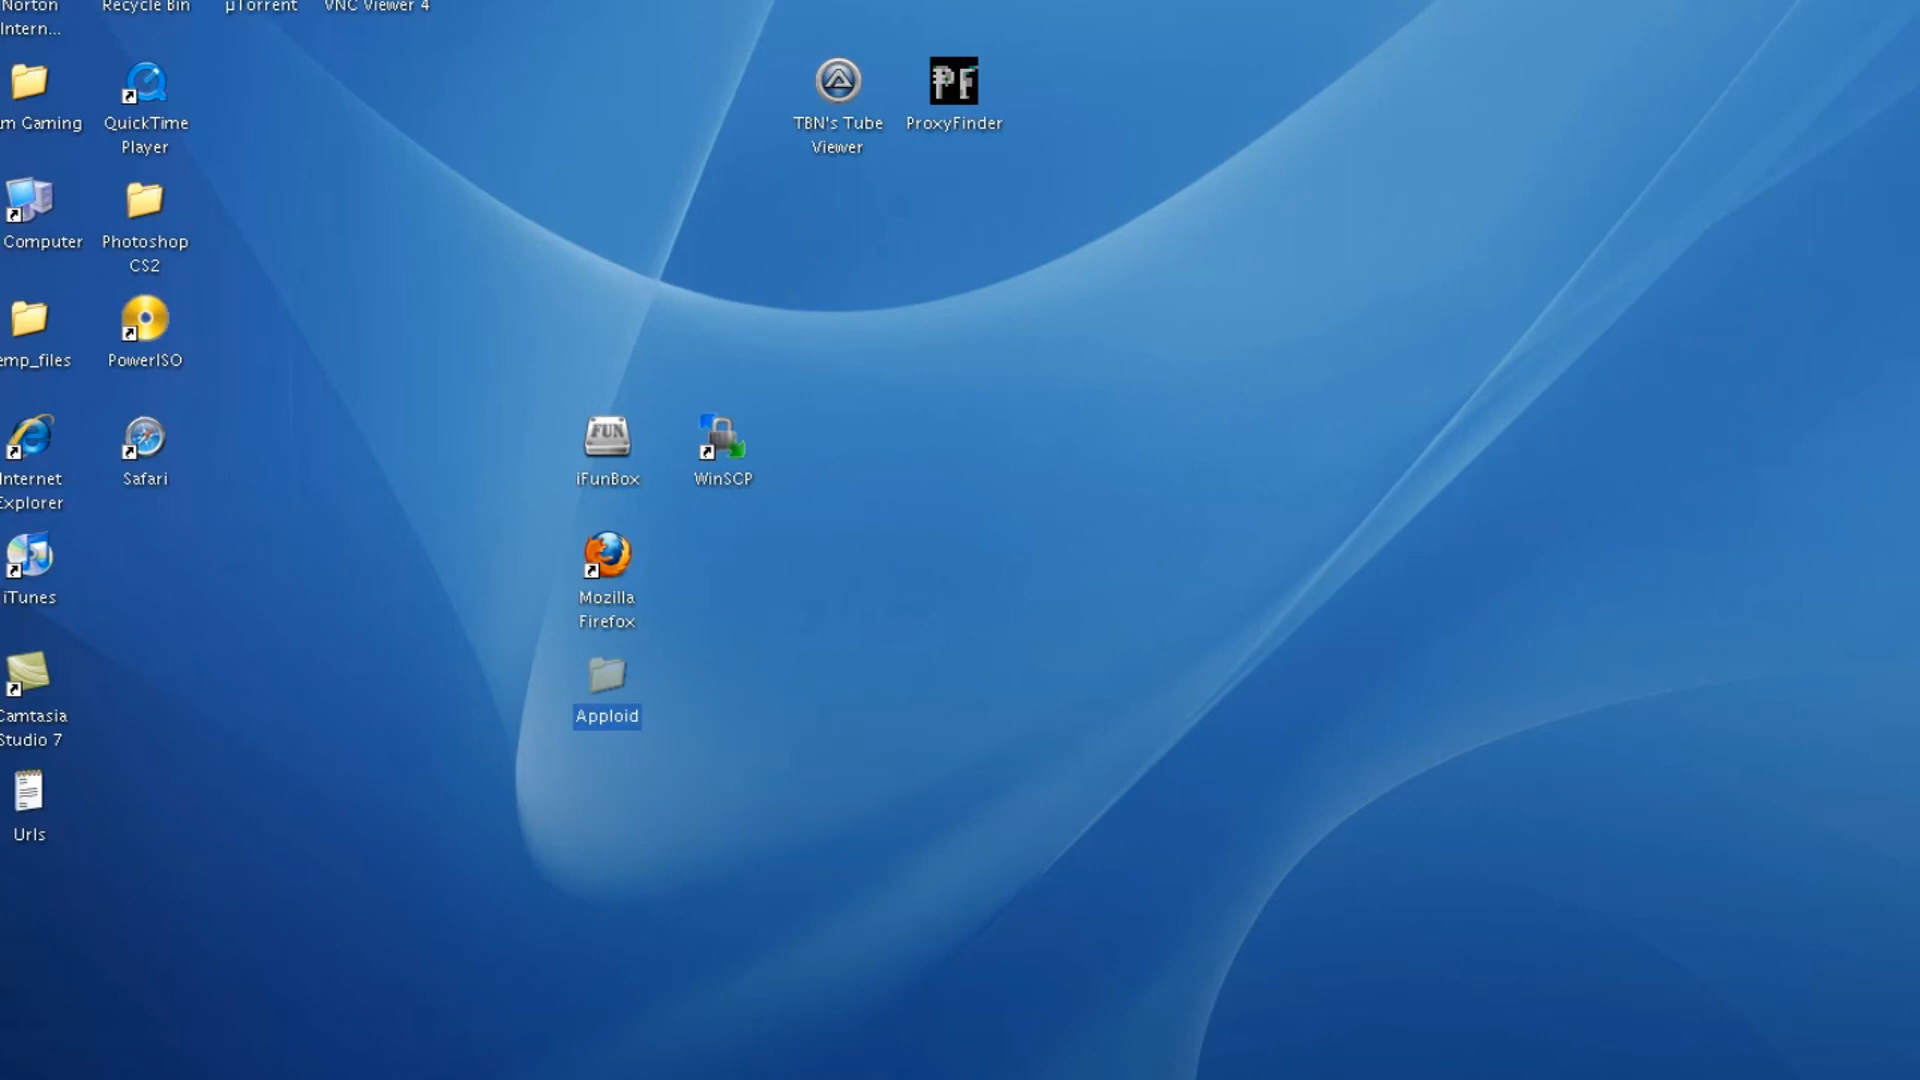 Norton
Intern...
Recycle Bin
µTorrent
VNC Viewer 4
m Gaming
QuickTime
Player
TBN's Tube
Viewer
PF
ProxyFinder
Computer
Photoshop
CS2
emp_files
PowerISO
Internet
Explorer
Safari
FUN
iFunBox
WinSCP
iTunes
Mozilla
Firefox
Camtasia
Studio 7
Apploid
Urls